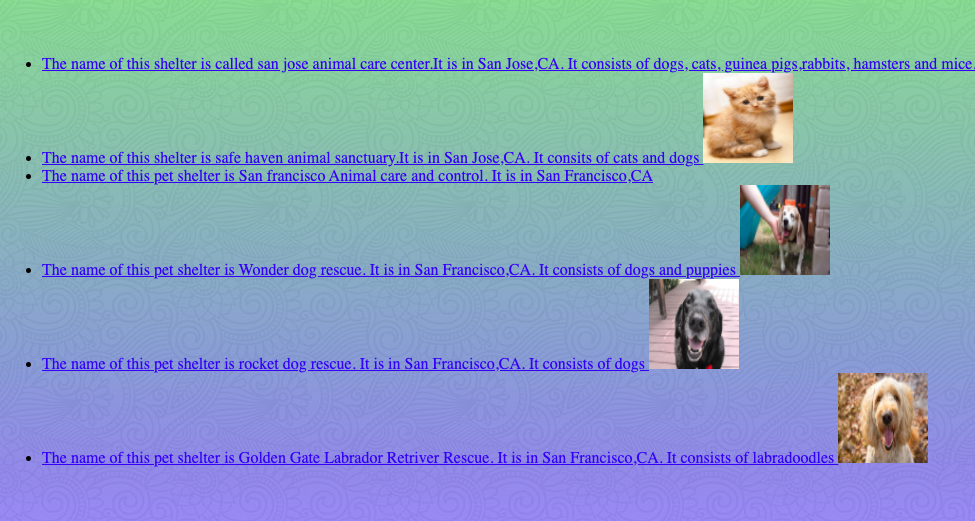 The name of this shelter is called san jose animal care center.It is in San Jose,CA. It consists of dogs, cats, guinea pigs,rabbits, hamsters and mice.
The name of this shelter is safe haven animal sanctuary.It is in San Jose,CA. It consits of cats and dogs
The name of this pet shelter is San francisco Animal care and control. It is in San Francisco,CA
The name of this pet shelter is Wonder dog rescue. It is in San Francisco,CA. It consists of dogs and puppies
The name of this pet shelter is rocket dog rescue. It is in San Francisco,CA. It consists of dogs
The name of this pet shelter is Golden Gate Labrador Retriver Rescue. It is in San Francisco,CA. It consists of labradoodles